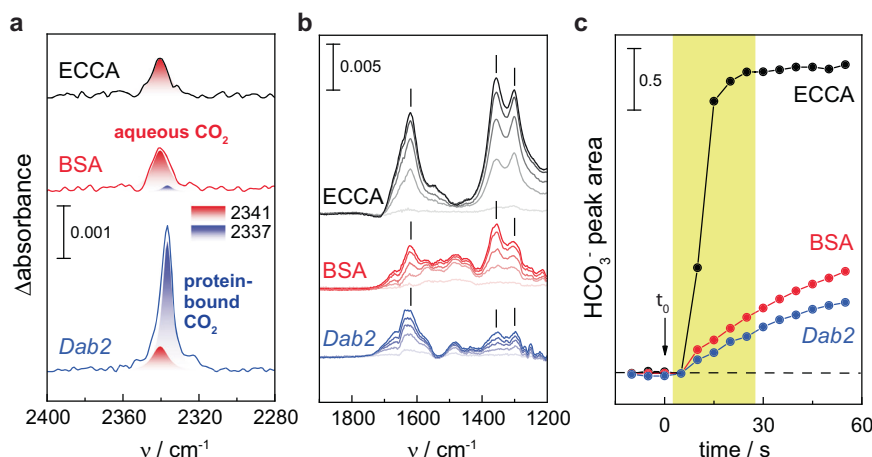 a
ECCA
aqueous CO₂
BSA
2341
2337
0.001
protein-
bound
CO₂
Dab2
Δabsorbance
2400 2360 2320 2280
ν / cm⁻¹
b
0.005
ECCA
BSA
Dab2
1800 1600 1400 1200
ν / cm⁻¹
c
0.5
ECCA
BSA
t₀
Dab2
HCO₃⁻ peak area
0 30 60
time / s